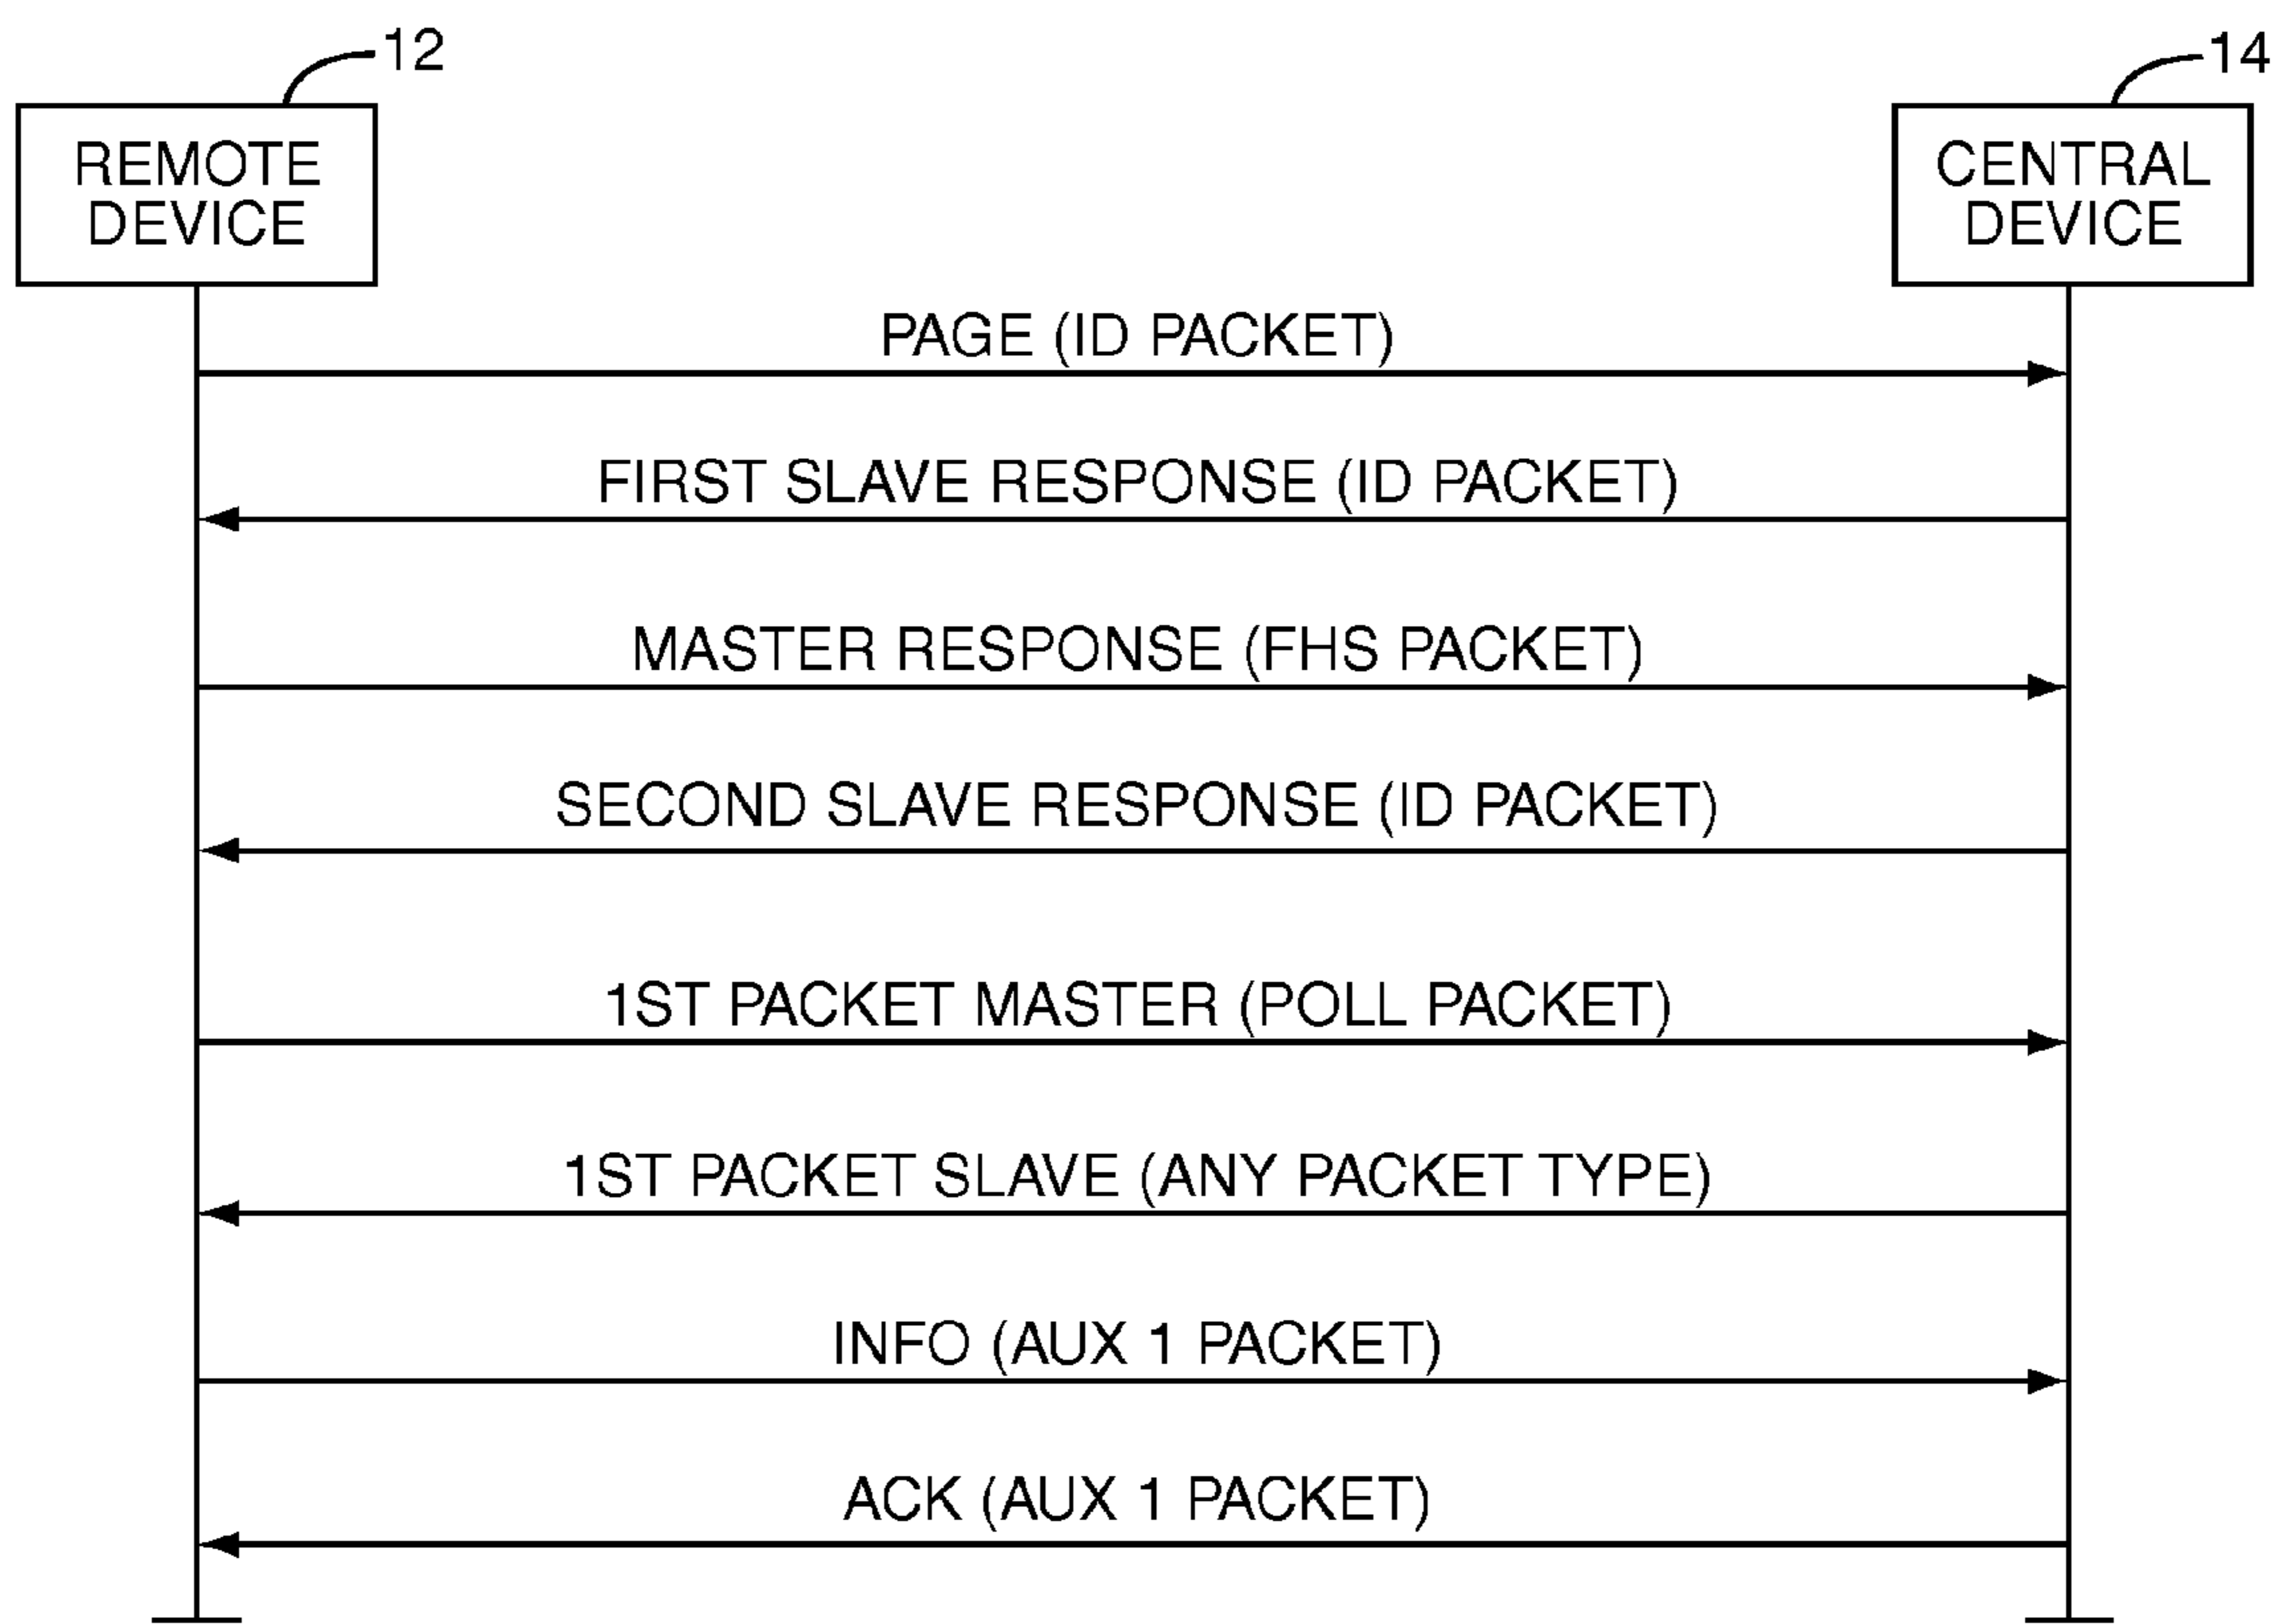 12
14
REMOTE
DEVICE
CENTRAL
DEVICE
PAGE (ID PACKET)
FIRST SLAVE RESPONSE (ID PACKET)
MASTER RESPONSE (FHS PACKET)
SECOND SLAVE RESPONSE (ID PACKET)
1ST PACKET MASTER (POLL PACKET)
1ST PACKET SLAVE (ANY PACKET TYPE)
INFO (AUX 1 PACKET)
ACK (AUX 1 PACKET)